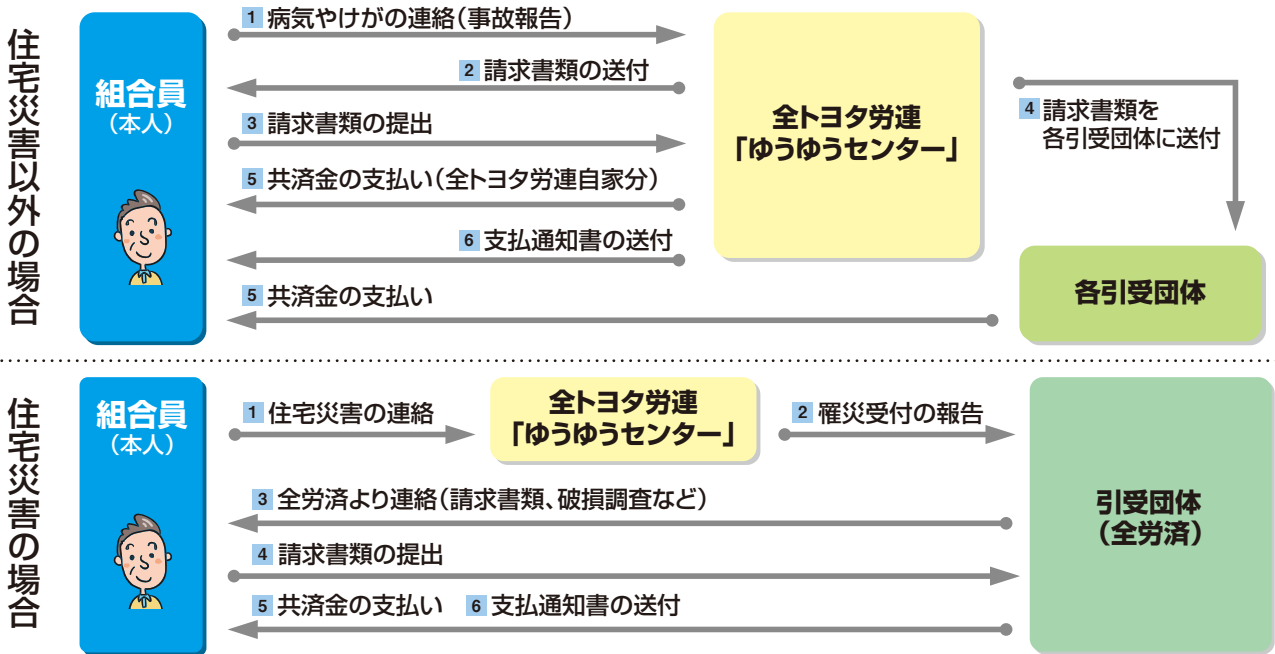 住宅災害以外の場合
組合員
（本人）
1 病気やけがの連絡（事故報告）
2 請求書類の送付
3 請求書類の提出
5 共済金の支払い（全トヨタ労連自家分）
6 支払通知書の送付
5 共済金の支払い
全トヨタ労連
「ゆうゆうセンター」
4 請求書類を
各引受団体に送付
各引受団体
住宅災害の場合
組合員
（本人）
1 住宅災害の連絡
全トヨタ労連
「ゆうゆうセンター」
2 罹災受付の報告
3 全労済より連絡（請求書類、破損調査など）
4 請求書類の提出
5 共済金の支払い 6 支払通知書の送付
引受団体
（全労済）